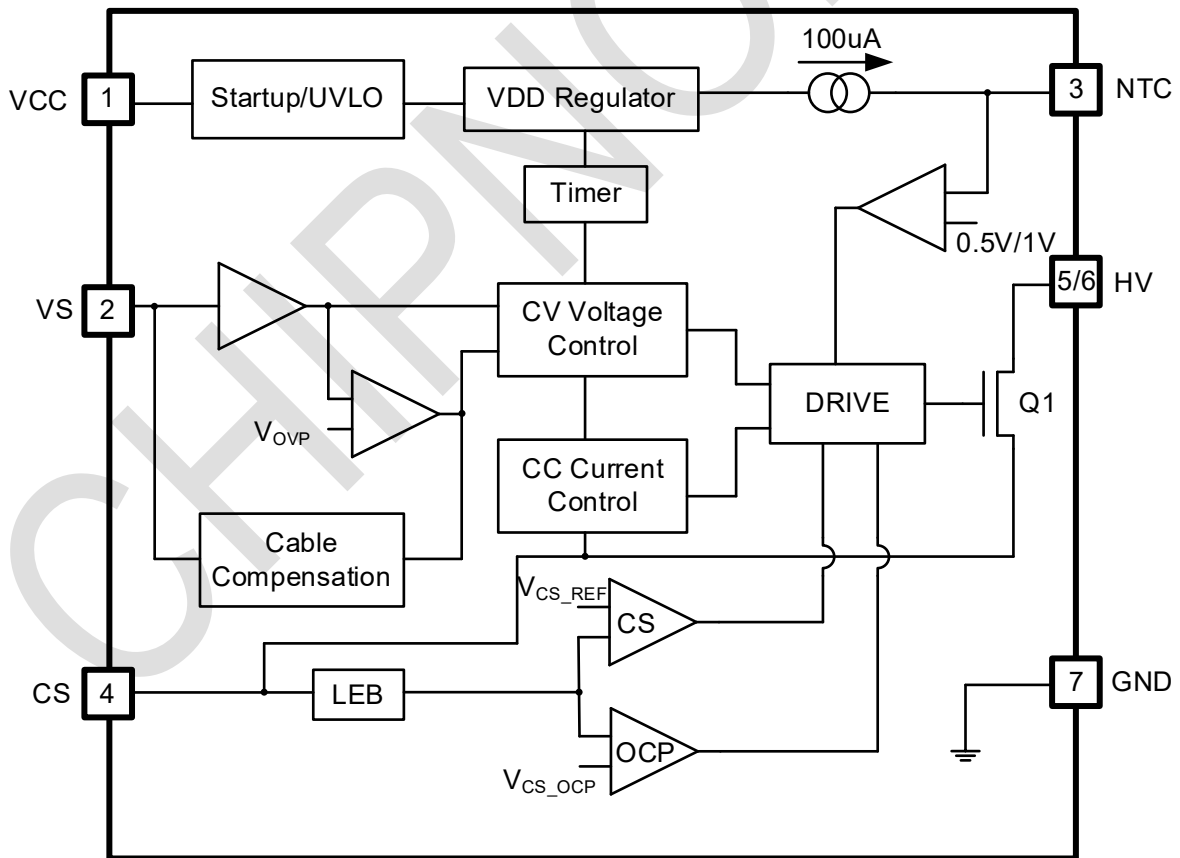 100uA
VCC
1
Startup/UVLO
VDD Regulator
3
NTC
Timer
0.5V/1V
VS
2
CV Voltage
Control
5/6
HV
VOVP
DRIVE
Q1
CC Current
Control
Cable
Compensation
VCS_REF
CS
CS
4
LEB
7
GND
OCP
VCS_OCP